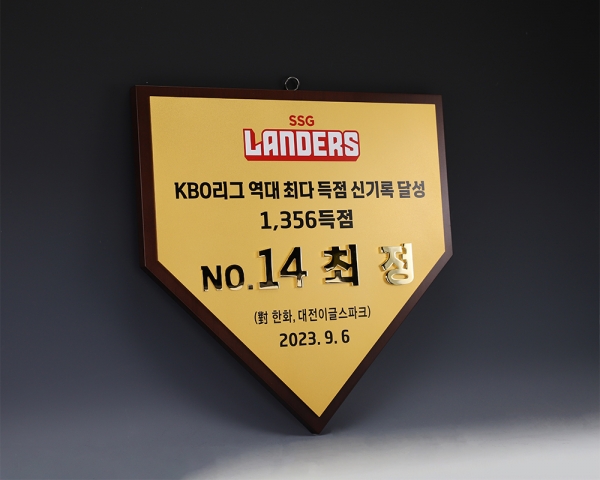 SSG
LANDERS
KBO리그 역대 최다 득점 신기록 달성
1,356득점
NO.14 최 정
(對 한화, 대전이글스파크)
2023. 9. 6